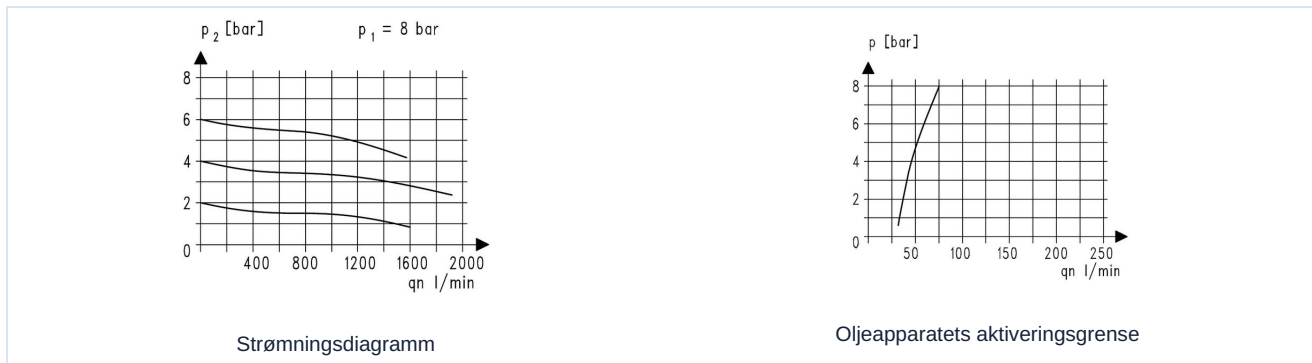 p 2 [bar] p 1 = 8 bar
8
6
4
2
0
400 800 1200 1600 2000
qn l/min
Strømningsdiagramm
p [bar]
8
6
4
2
0
50 100 150 200 250
qn l/min
Oljeapparatets aktiveringsgrense